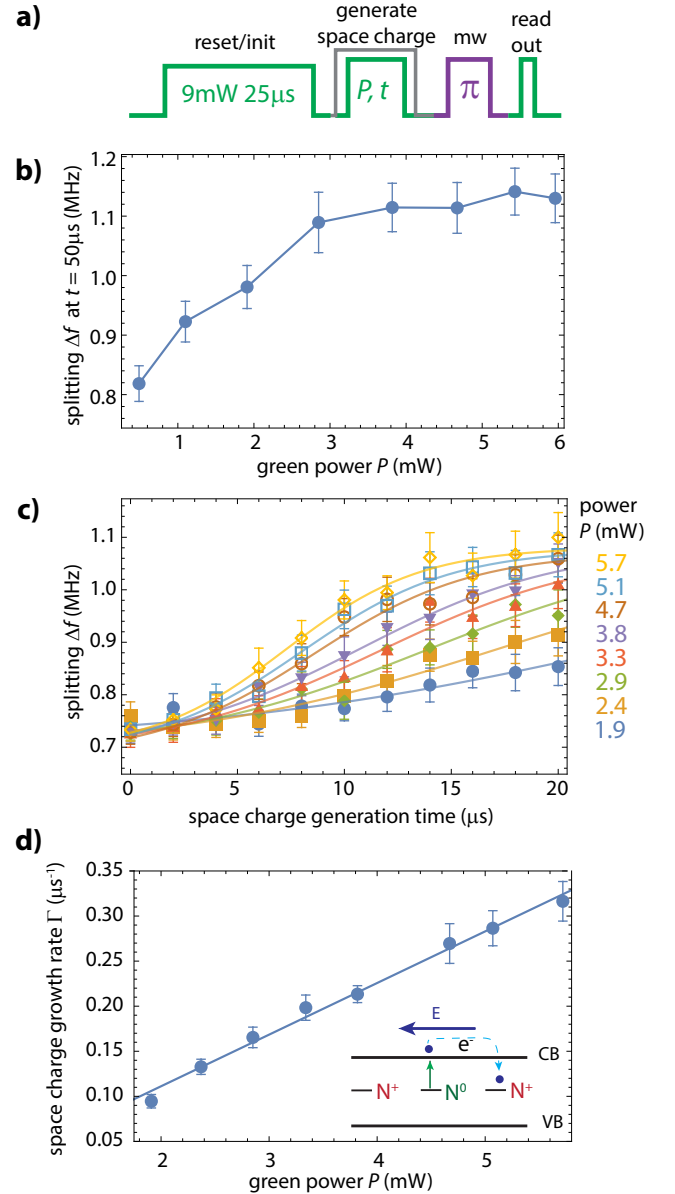 a)
reset/init
generate
space charge
mw
read
out
9mW 25μs
P, t
π
b)
splitting Δf at t = 50μs (MHz)
1.2
1.1
1.0
0.9
0.8
1 2 3 4 5 6
green power P (mW)
c)
splitting Δf (MHz)
1.1
1.0
0.9
0.8
0.7
0 5 10 15 20
space charge generation time (μs)
power
P (mW)
5.7
5.1
4.7
3.8
3.3
2.9
2.4
1.9
d)
space charge growth rate Γ (μs⁻¹)
0.35
0.30
0.25
0.20
0.15
0.10
0.05
2 3 4 5
green power P (mW)
E
e⁻
CB
N⁺ N⁰ N⁺
VB